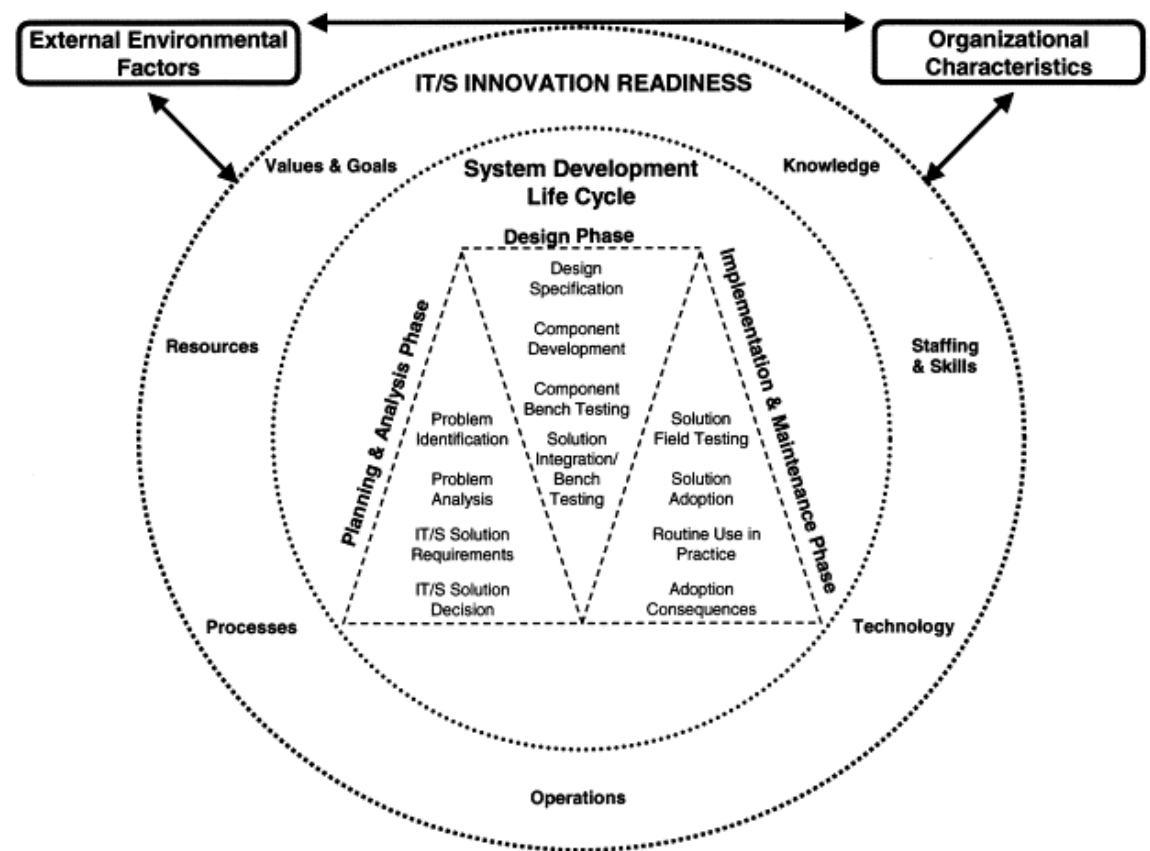 External Environmental
Factors
Organizational
Characteristics
IT/S INNOVATION READINESS
Values & Goals
Knowledge
System Development
Life Cycle
Design Phase
Design
Specification
Component
Development
Component
Bench Testing
Solution
Integration/
Bench
Testing
Planning & Analysis Phase
Problem
Identification
Problem
Analysis
IT/S Solution
Requirements
IT/S Solution
Decision
Implementation & Maintenance Phase
Solution
Field Testing
Solution
Adoption
Routine Use in
Practice
Adoption
Consequences
Resources
Staffing
& Skills
Processes
Technology
Operations